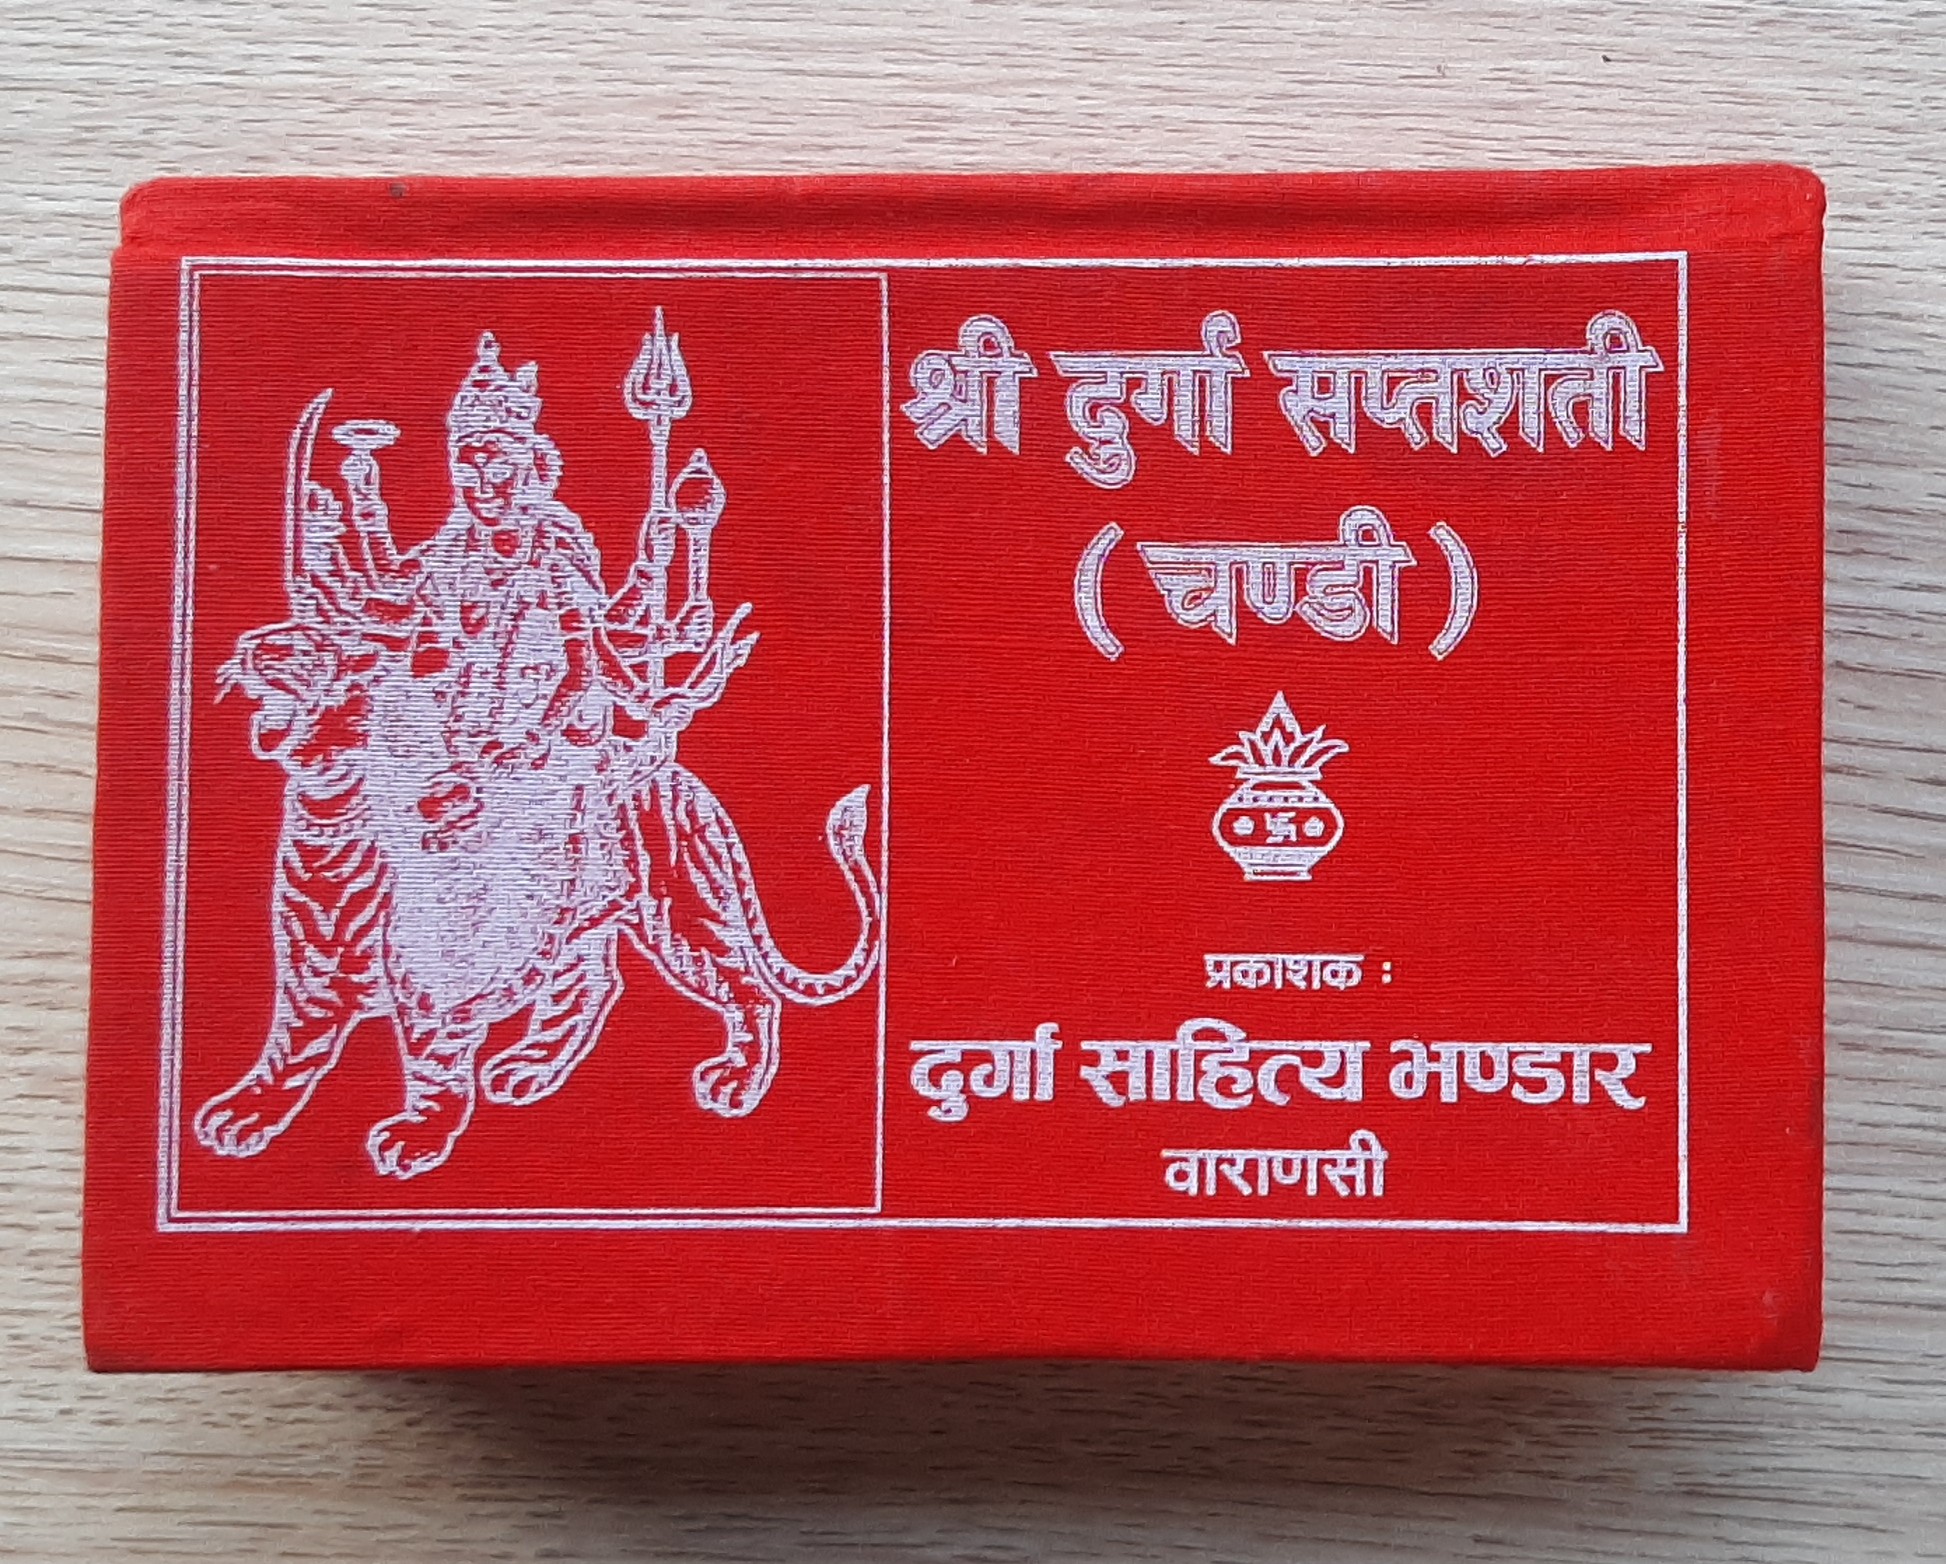 श्री दुर्गा सप्तशती
( चण्डी )
प्रकाशक :
दुर्गा साहित्य भण्डार
वाराणसी